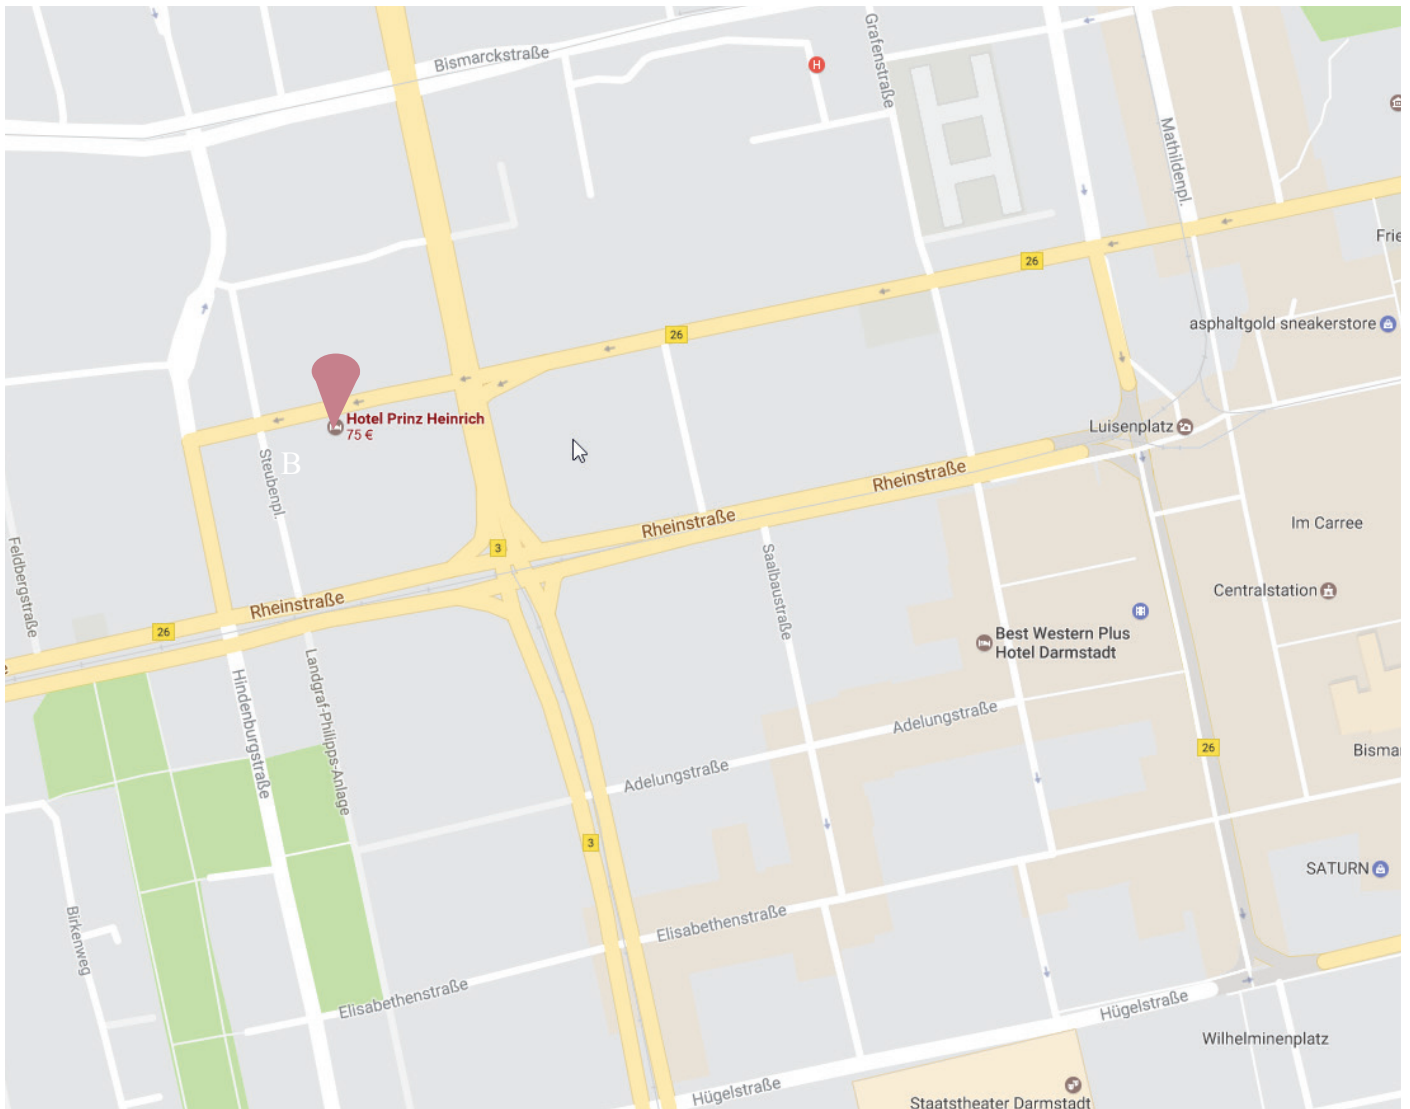 Bismarckstraße
H
Grafenstraße
Mathildenpl.
26
Frie
26
asphaltgold sneakerstore
Hotel Prinz Heinrich
75 €
Luisenplatz
Steubenpl.
B
Rheinstraße
Rheinstraße
Im Carree
3
Feldbergstraße
Saalbaustraße
Centralstation
Rheinstraße
26
Best Western Plus
Hotel Darmstadt
Landgraf-Philipps-Anlage
Hindenburgstraße
Adelungstraße
26
Bismar
Adelungstraße
3
SATURN
Elisabethenstraße
Birkenweg
Elisabethenstraße
Hügelstraße
Wilhelminenplatz
Hügelstraße
Staatstheater Darmstadt